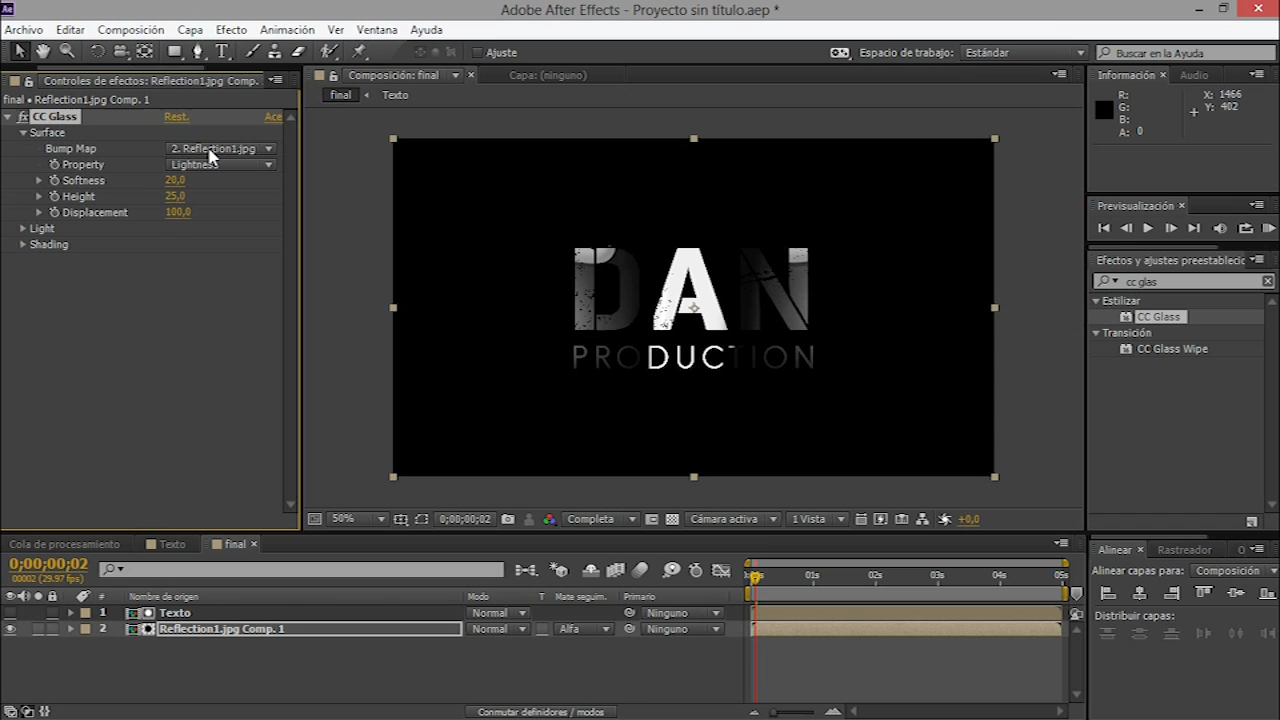 Ae
Adobe After Effects - Proyecto sin título.aep *
Archivo Editar Composición Capa Efecto Animación Ver Ventana Ayuda
Ajuste
Espacio de trabajo: Estándar
Buscar en la Ayuda
Controles de efectos: Reflection1.jpg Comp.
final • Reflection1.jpg Comp. 1
fx CC Glass Rest. Ace
Surface
Bump Map 2. Reflection1.jpg
Property Lightness
Softness 20,0
Height 25,0
Displacement 100,0
Light
Shading
Composición: final
Capa: (ninguno)
final Texto
DAN
PRODUCTION
50% 0;00;00;02 Completa Cámara activa 1 Vista +0,0
Información Audio
R: X: 1466
G: Y: 402
B:
A: 0
Previsualización
Efectos y ajustes preestablecic
cc glas
Estilizar
CC Glass
Transición
CC Glass Wipe
Cola de procesamiento Texto final
0;00;00;02
00002 (29.97 fps)
# Nombre de origen Modo T Mate seguim. Primario
1 Texto Normal Ninguno
2 Reflection1.jpg Comp. 1 Normal Alfa Ninguno
01s 02s 03s 04s 05s
Conmutar definidores / modos
Alinear Rastreador O
Alinear capas para: Composición
Distribuir capas: